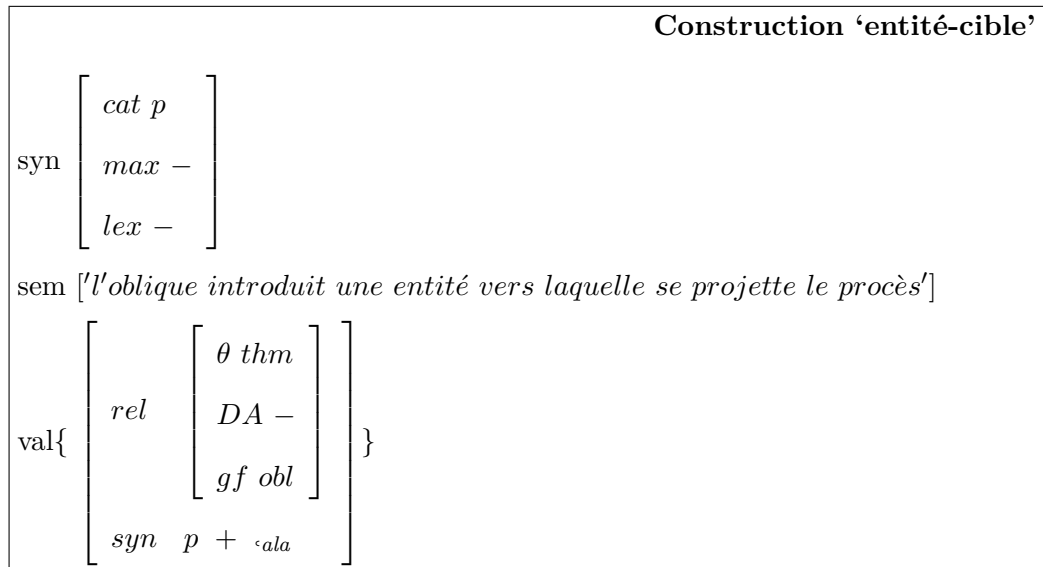 Construction ‘entité-cible’
cat p
syn max −
lex −
sem ['l'oblique introduit une entité vers laquelle se projette le procès']
θ thm
rel DA −
val{ }
gf obl
syn p + ʿala